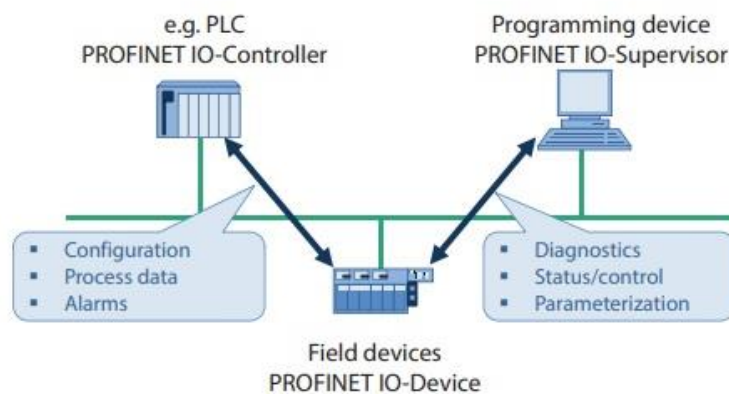 e.g. PLC
PROFINET IO-Controller
Programming device
PROFINET IO-Supervisor
▪ Configuration
▪ Process data
▪ Alarms
▪ Diagnostics
▪ Status/control
▪ Parameterization
Field devices
PROFINET IO-Device